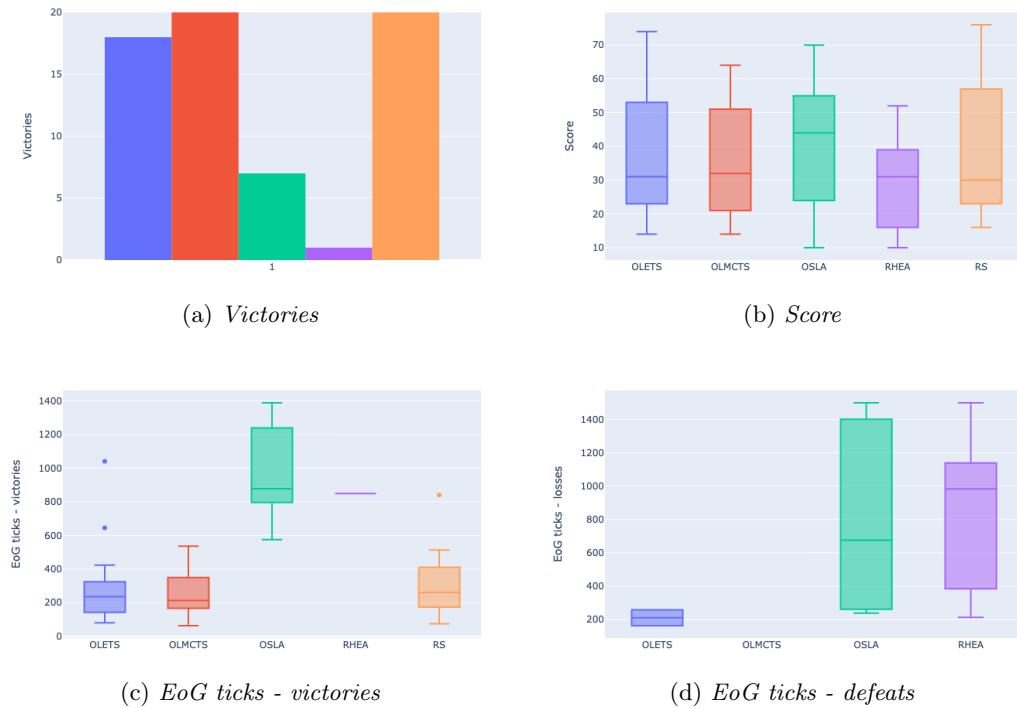 Victories
20
15
10
5
0
1
(a) Victories
Score
70
60
50
40
30
20
10
OLETS OLMCTS OSLA RHEA RS
(b) Score
EoG ticks - victories
1400
1200
1000
800
600
400
200
0
OLETS OLMCTS OSLA RHEA RS
(c) EoG ticks - victories
EoG ticks - losses
1400
1200
1000
800
600
400
200
OLETS OLMCTS OSLA RHEA
(d) EoG ticks - defeats